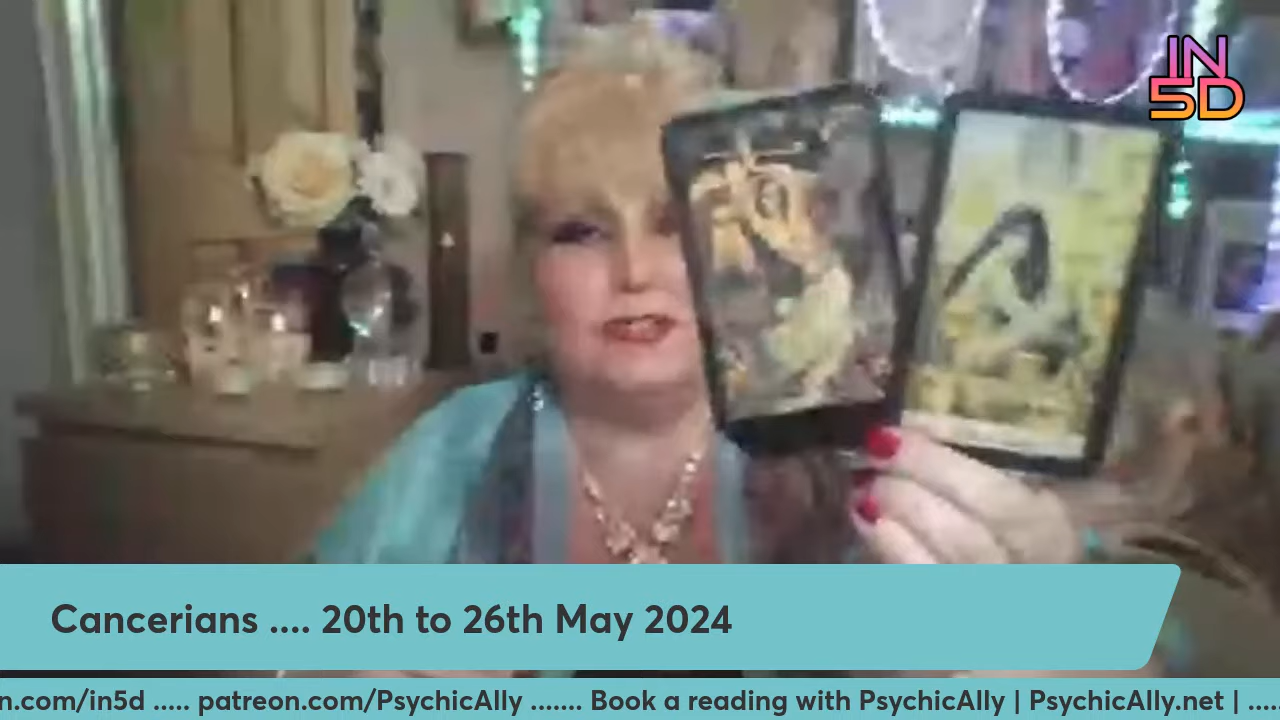 IN
5D
Cancerians .... 20th to 26th May 2024
n.com/in5d ..... patreon.com/PsychicAlly ....... Book a reading with PsychicAlly | PsychicAlly.net | .....